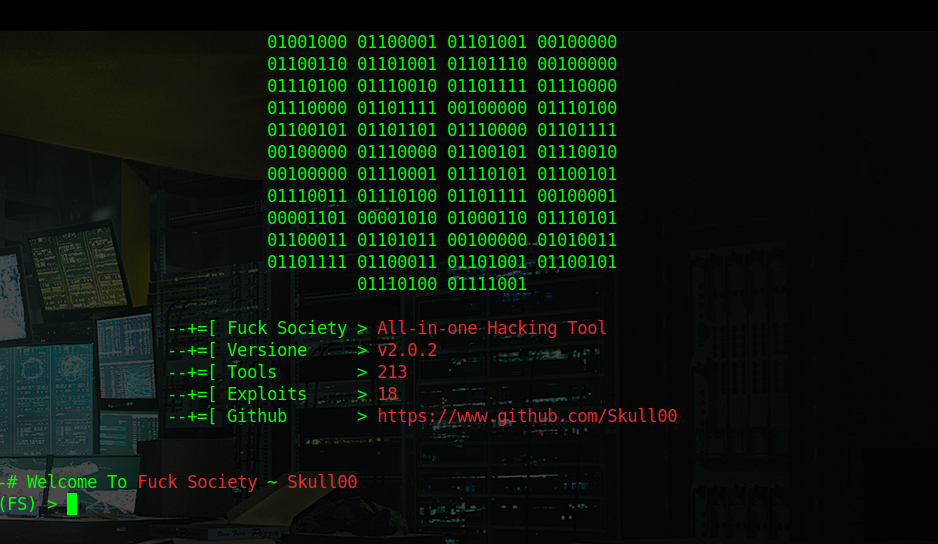 01001000 01100001 01101001 00100000
01100110 01101001 01101110 00100000
01110100 01110010 01101111 01110000
01110000 01101111 00100000 01110100
01100101 01101101 01110000 01101111
00100000 01110000 01100101 01110010
00100000 01110001 01110101 01100101
01110011 01110100 01101111 00100001
00001101 00001010 01000110 01110101
01100011 01101011 00100000 01010011
01101111 01100011 01101001 01100101
01110100 01111001
--+=[ Fuck Society > All-in-one Hacking Tool
--+=[ Versione > v2.0.2
--+=[ Tools > 213
--+=[ Exploits > 18
--+=[ Github > https://www.github.com/Skull00
-# Welcome To Fuck Society ~ Skull00
(FS) >